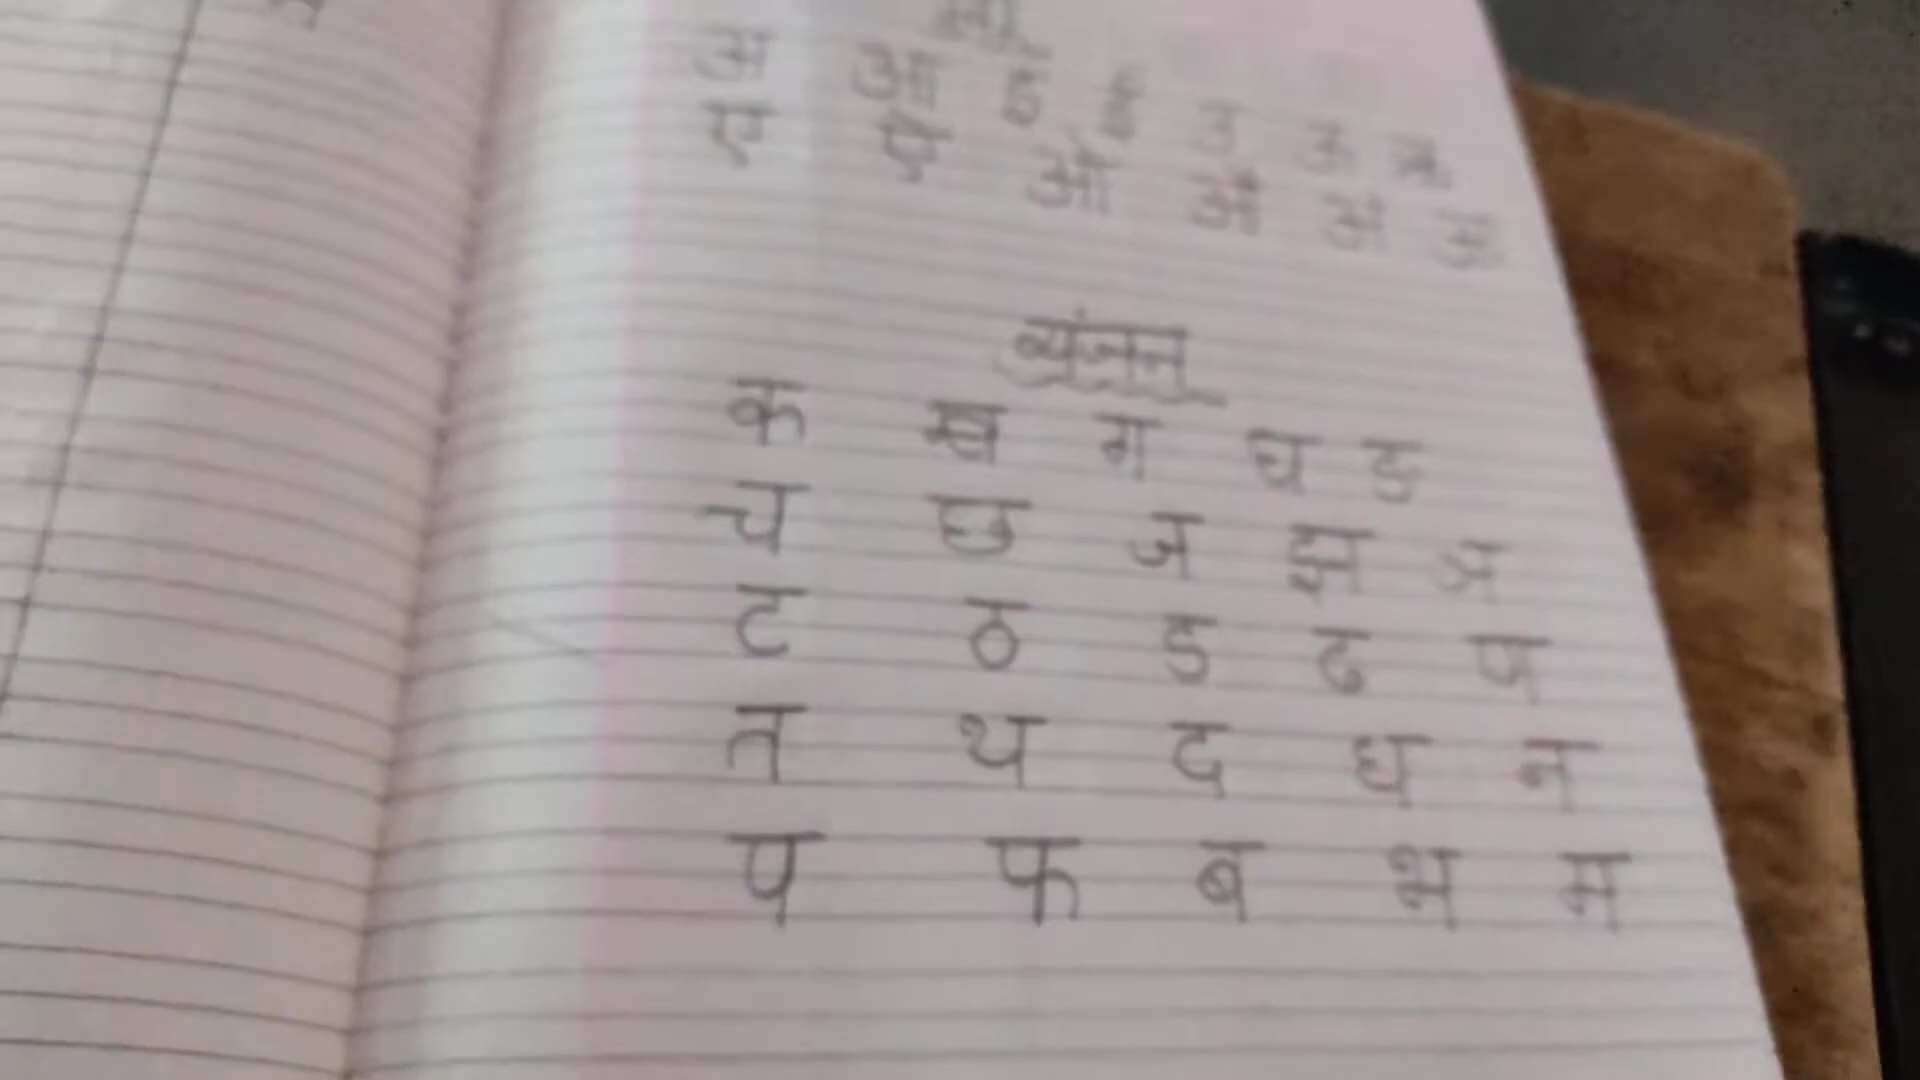 अ आ इ ई उ ऊ ऋ
ए ऐ ओ औ अं अः
व्यंजन
क ख ग घ ङ
च छ ज झ ञ
ट ठ ड ढ ण
त थ द ध न
प फ ब भ म